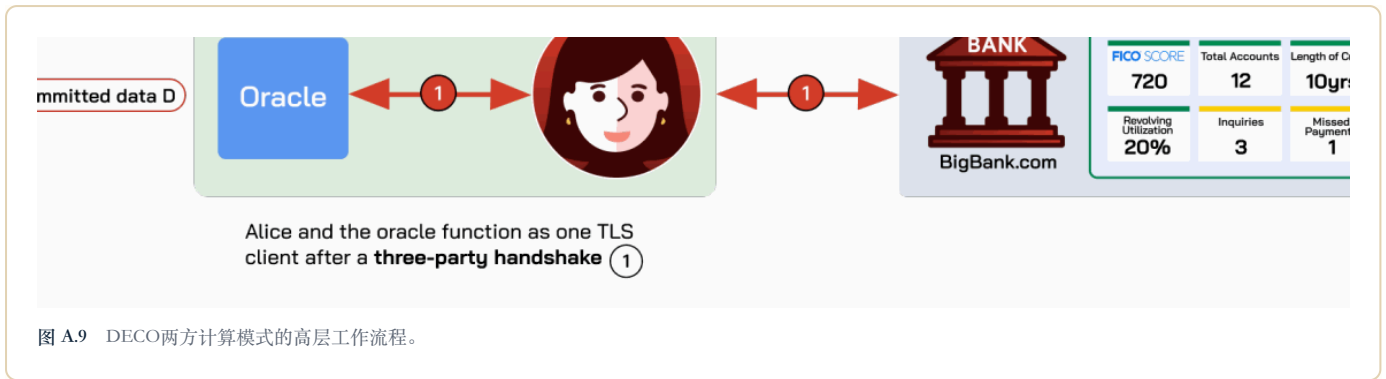 BANK
FICO SCORE
720
Total Accounts
12
10yrs
Oracle
1
1
data D
Revolving
Utilization
20%
Inquiries
3
Missed
1
BigBank.com
Alice and the oracle function as one TLS
client after a three-party handshake 1
图 A.9 DECO两方计算模式的高层工作流程。